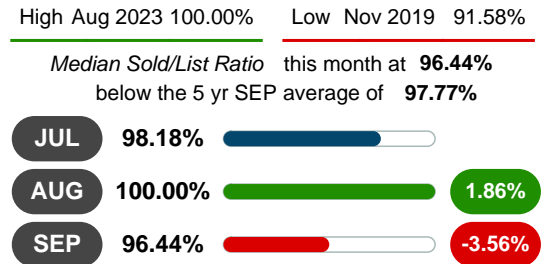 High Aug 2023 100.00% Low Nov 2019 91.58%
Median Sold/List Ratio this month at 96.44%
below the 5 yr SEP average of 97.77%
JUL 98.18%
AUG 100.00% 1.86%
SEP 96.44% -3.56%